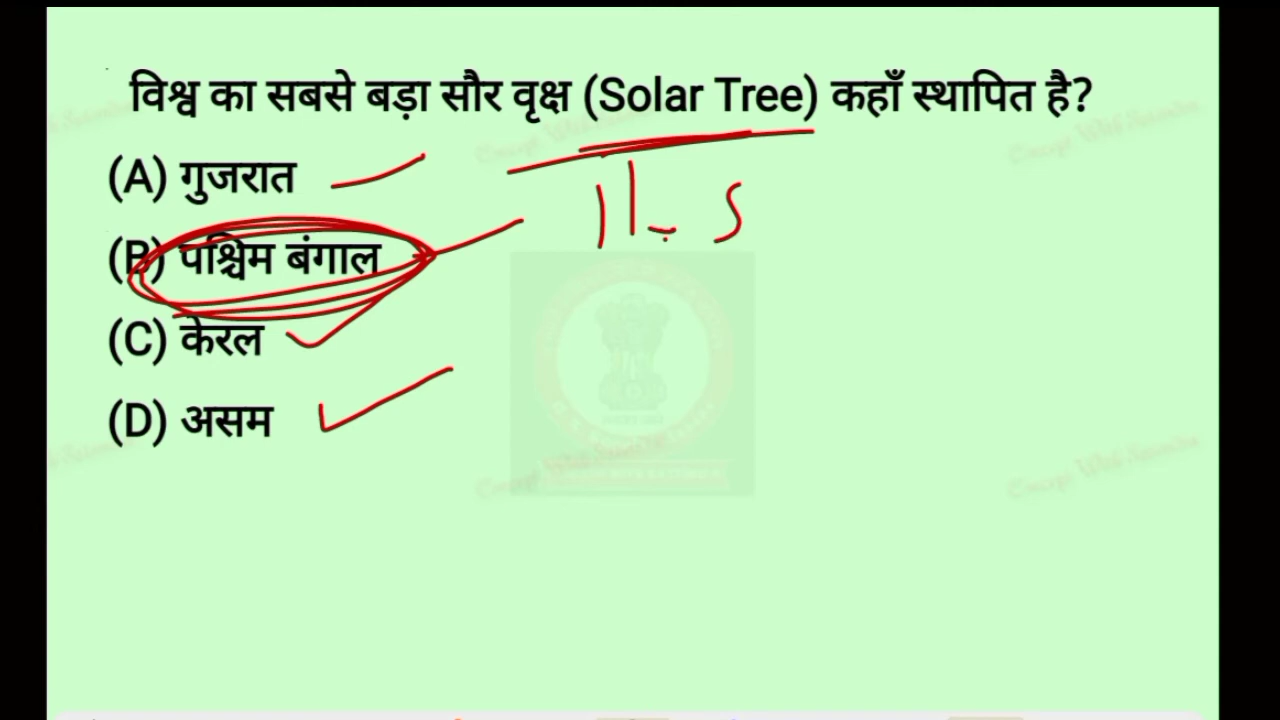 विश्व का सबसे बड़ा सौर वृक्ष (Solar Tree) कहाँ स्थापित है?
(A) गुजरात
(B) पश्चिम बंगाल
(C) केरल
(D) असम